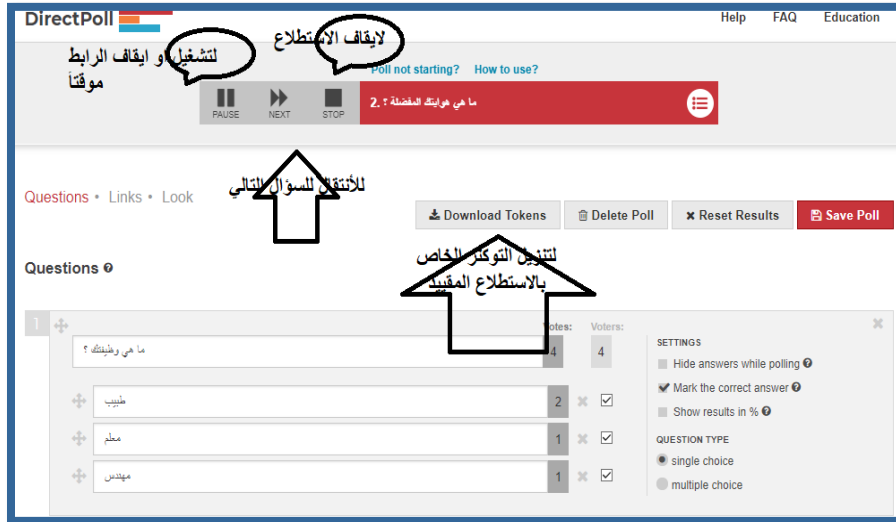 DirectPoll
Help FAQ Education
لايقاف الاستطلاع
لتشغيل او ايقاف الرابط
موقتاً
Poll not starting? How to use?
PAUSE NEXT STOP
2. ما هي هوايتك المفضلة ؟
للأنتقال للسؤال التالي
Questions • Links • Look
Download Tokens Delete Poll Reset Results Save Poll
لتنزيل التوكنز الخاص
بالاستطلاع المقييد
Questions
1
Votes: Voters:
ما هي وظيفتك ؟ 4 4
طبيب 2
معلم 1
مهندس 1
SETTINGS
Hide answers while polling
Mark the correct answer
Show results in %
QUESTION TYPE
single choice
multiple choice